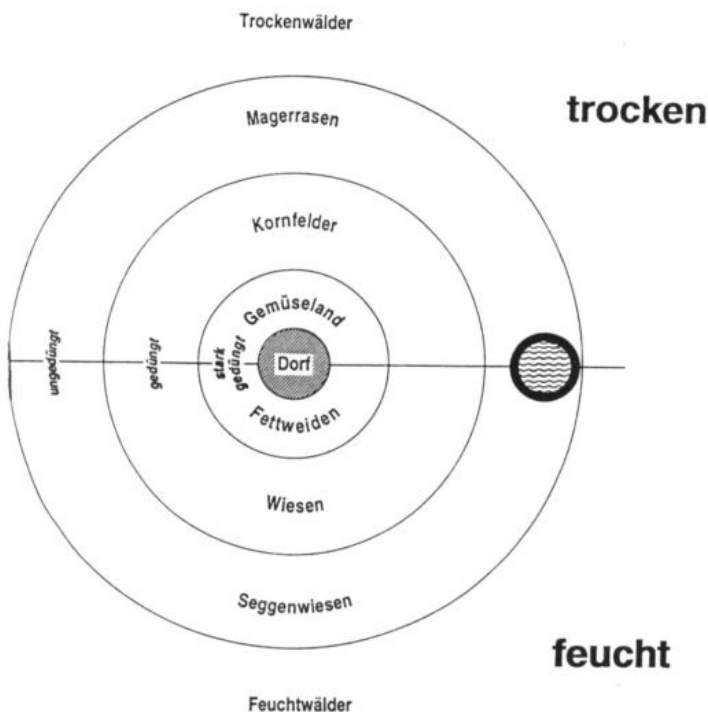 Trockenwälder
trocken
Magerrasen
Kornfelder
Gemüseland
ungedüngt
gedüngt
stark
gedüngt
Dorf
Fettweiden
Wiesen
Seggenwiesen
feucht
Feuchtwälder